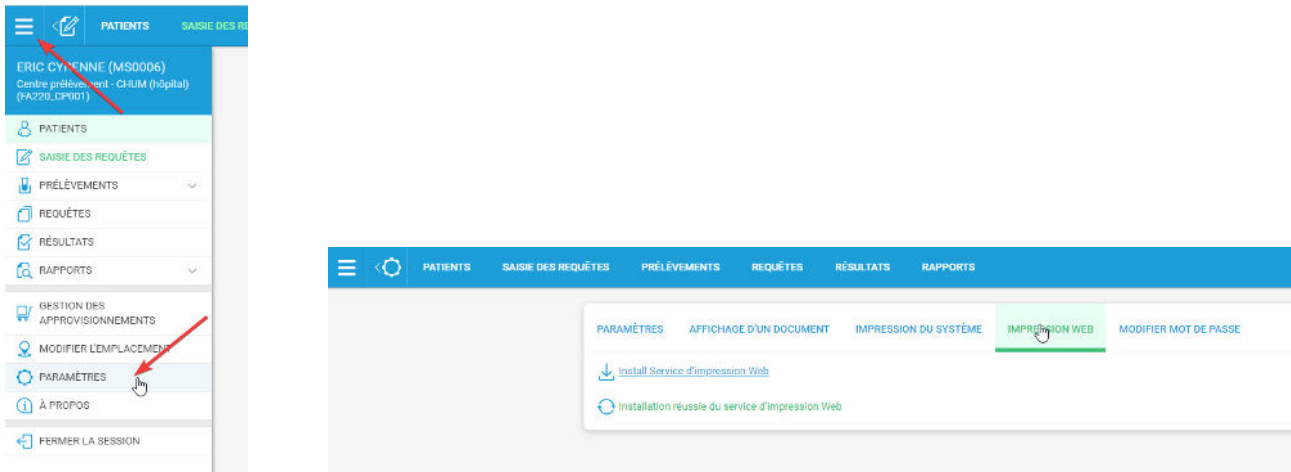 PATIENTS SAISIE DES RE
ERIC CYRENNE (MS0006)
Centre prélèvement - CHUM (hôpital)
(FA220_CP001)
PATIENTS
SAISIE DES REQUÊTES
PRÉLÈVEMENTS
REQUÊTES
RÉSULTATS
RAPPORTS
GESTION DES
APPROVISIONNEMENTS
MODIFIER L'EMPLACEMENT
PARAMÈTRES
À PROPOS
FERMER LA SESSION
PATIENTS SAISIE DES REQUÊTES PRÉLÈVEMENTS REQUÊTES RÉSULTATS RAPPORTS
PARAMÈTRES AFFICHAGE D'UN DOCUMENT IMPRESSION DU SYSTÈME IMPRESSION WEB MODIFIER MOT DE PASSE
Install Service d'impression Web
Installation réussie du service d'impression Web